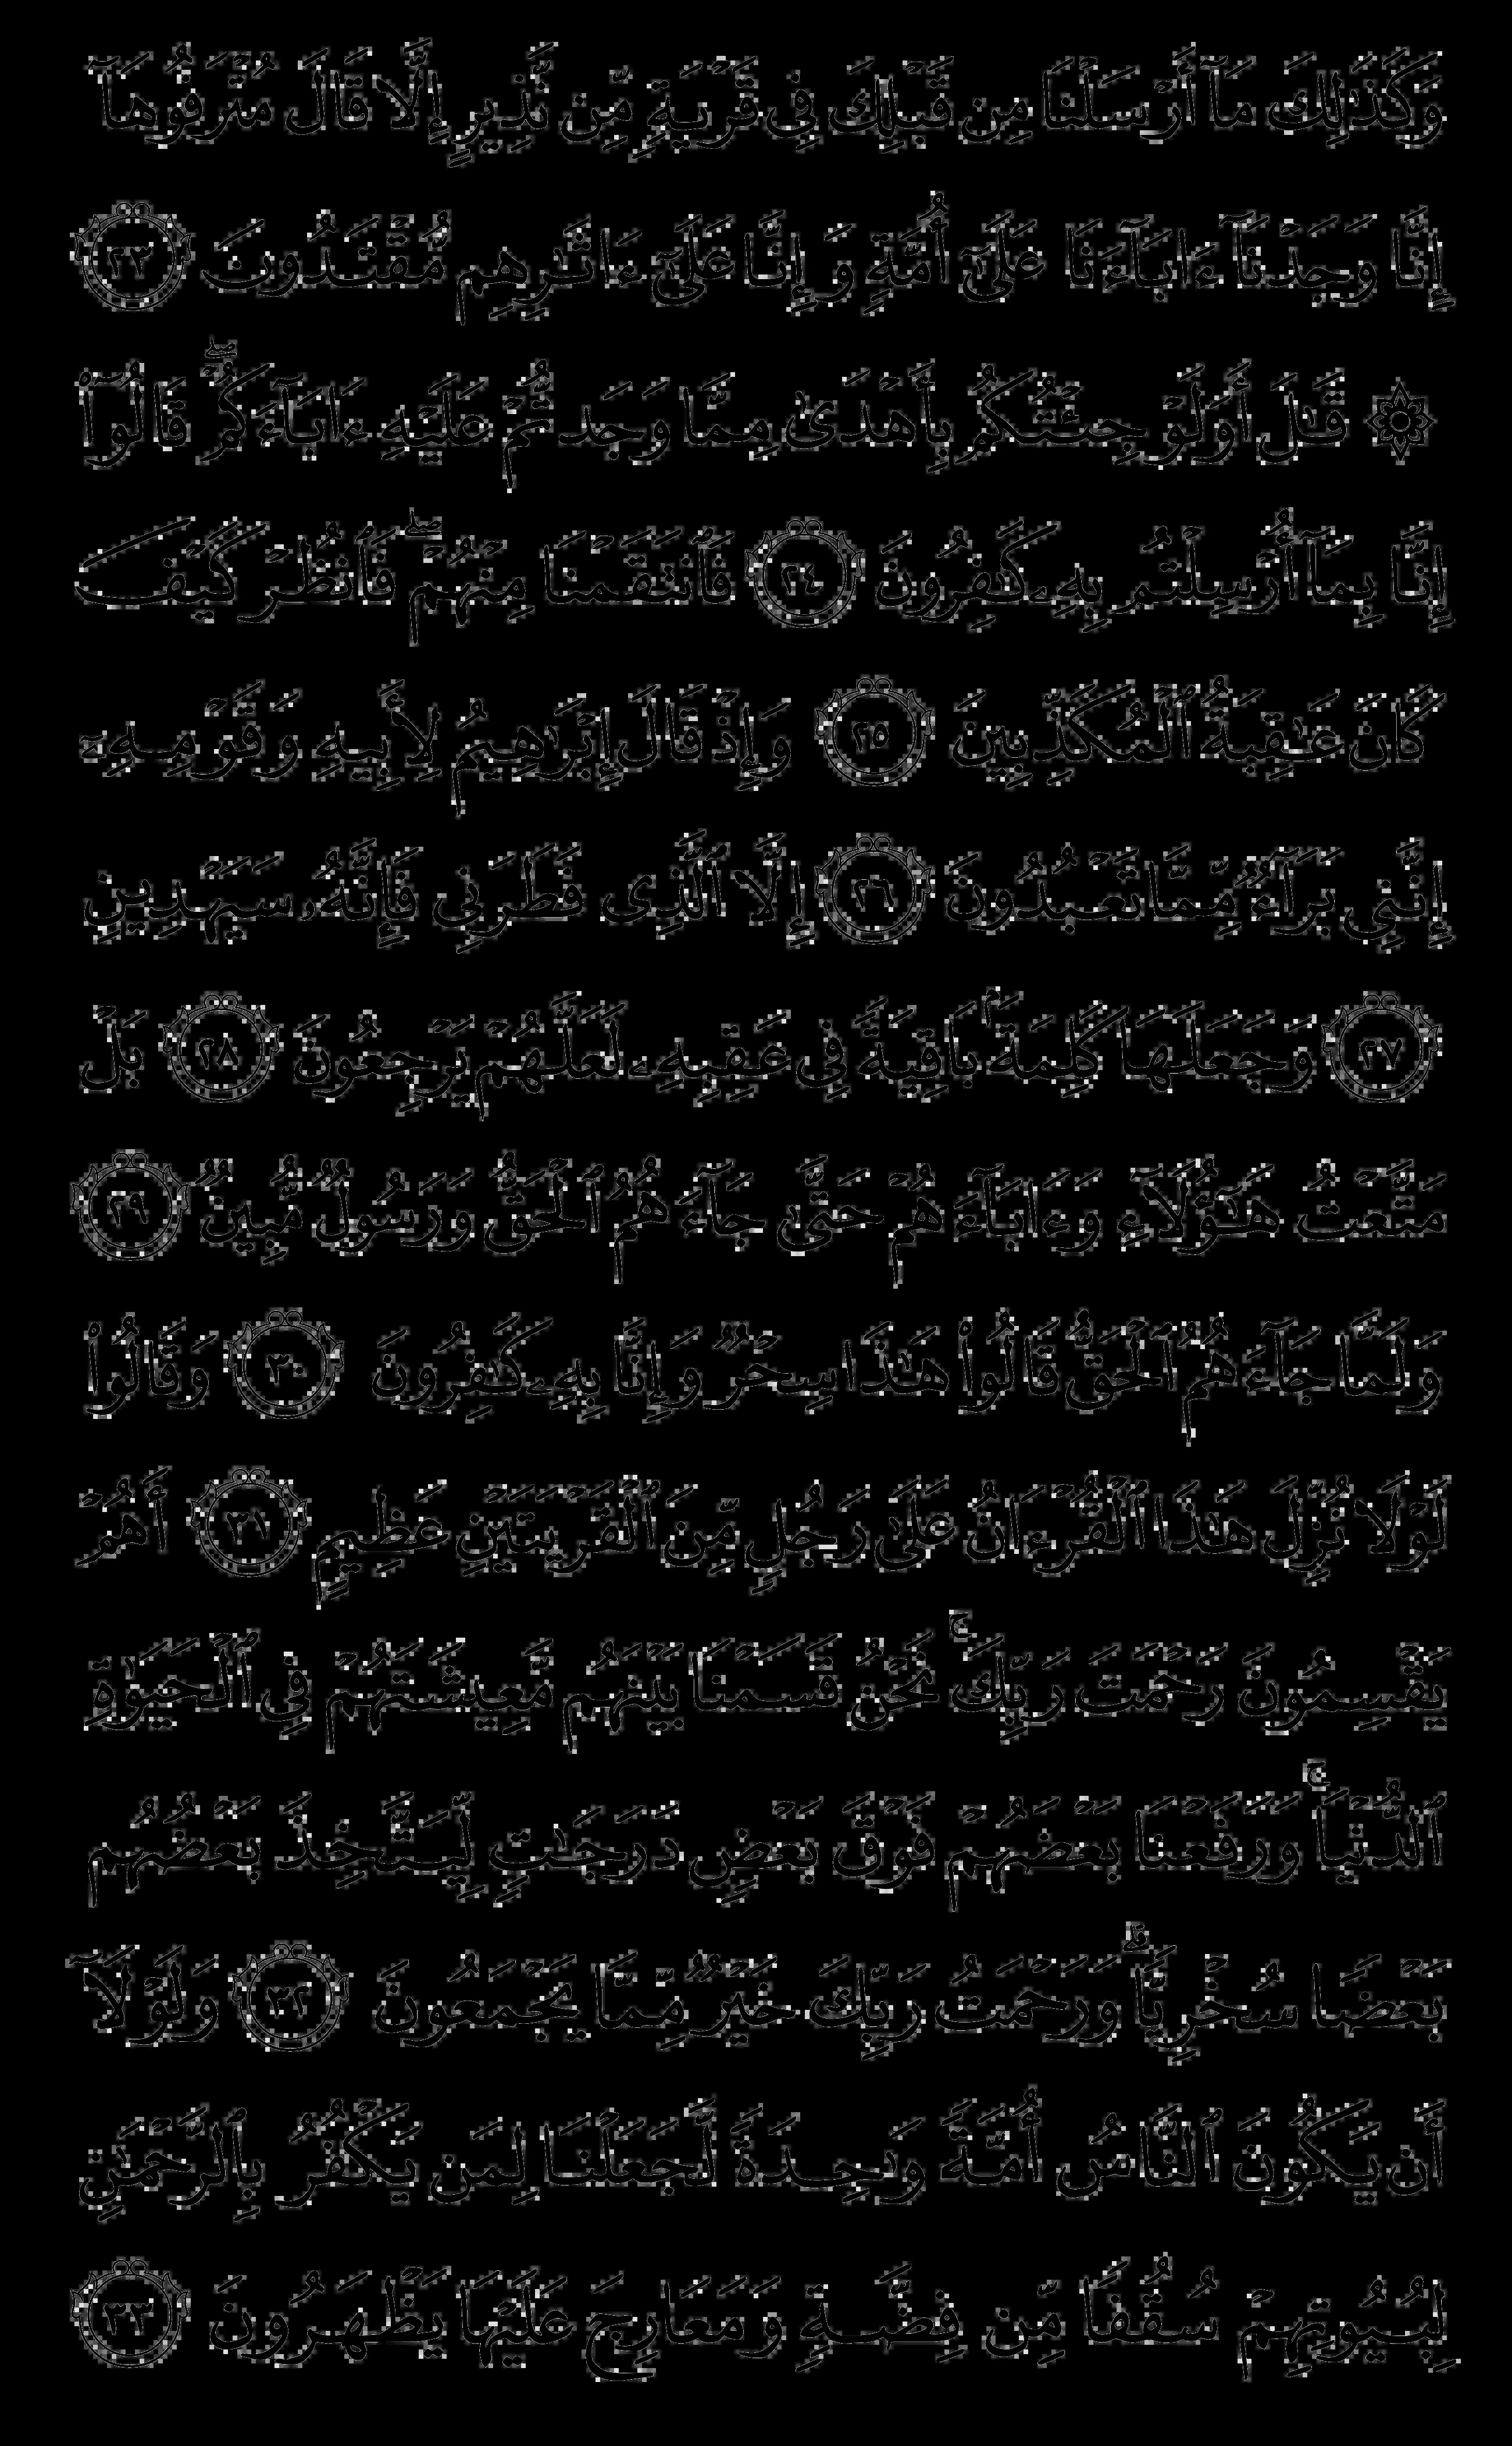 وَكَذَٰلِكَ مَآ أَرْسَلْنَا مِن قَبْلِكَ فِى قَرْيَةٍ مِّن نَّذِيرٍ إِلَّا قَالَ مُتْرَفُوهَآ
إِنَّا وَجَدْنَآ ءَابَآءَنَا عَلَىٰٓ أُمَّةٍ وَإِنَّا عَلَىٰٓ ءَاثَـٰرِهِم مُّقْتَدُونَ ٢٣
۞ قَـٰلَ أَوَلَوْ جِئْتُكُم بِأَهْدَىٰ مِمَّا وَجَدتُّمْ عَلَيْهِ ءَابَآءَكُمْ ۖ قَالُوٓا۟
إِنَّا بِمَآ أُرْسِلْتُم بِهِۦ كَـٰفِرُونَ ٢٤ فَٱنتَقَمْنَا مِنْهُمْ ۖ فَٱنظُرْ كَيْفَ
كَانَ عَـٰقِبَةُ ٱلْمُكَذِّبِينَ ٢٥ وَإِذْ قَالَ إِبْرَٰهِيمُ لِأَبِيهِ وَقَوْمِهِۦٓ
إِنَّنِى بَرَآءٌ مِّمَّا تَعْبُدُونَ ٢٦ إِلَّا ٱلَّذِى فَطَرَنِى فَإِنَّهُۥ سَيَهْدِينِ
٢٧ وَجَعَلَهَا كَلِمَةًۢ بَاقِيَةً فِى عَقِبِهِۦ لَعَلَّهُمْ يَرْجِعُونَ ٢٨ بَلْ
مَتَّعْتُ هَـٰٓؤُلَآءِ وَءَابَآءَهُمْ حَتَّىٰ جَآءَهُمُ ٱلْحَقُّ وَرَسُولٌ مُّبِينٌ ٢٩
وَلَمَّا جَآءَهُمُ ٱلْحَقُّ قَالُوا۟ هَـٰذَا سِحْرٌ وَإِنَّا بِهِۦ كَـٰفِرُونَ ٣٠ وَقَالُوا۟
لَوْلَا نُزِّلَ هَـٰذَا ٱلْقُرْءَانُ عَلَىٰ رَجُلٍ مِّنَ ٱلْقَرْيَتَيْنِ عَظِيمٍ ٣١ أَهُمْ
يَقْسِمُونَ رَحْمَتَ رَبِّكَ ۚ نَحْنُ قَسَمْنَا بَيْنَهُم مَّعِيشَتَهُمْ فِى ٱلْحَيَوٰةِ
ٱلدُّنْيَا ۚ وَرَفَعْنَا بَعْضَهُمْ فَوْقَ بَعْضٍ دَرَجَـٰتٍ لِّيَتَّخِذَ بَعْضُهُم
بَعْضًا سُخْرِيًّا ۗ وَرَحْمَتُ رَبِّكَ خَيْرٌ مِّمَّا يَجْمَعُونَ ٣٢ وَلَوْلَآ
أَن يَكُونَ ٱلنَّاسُ أُمَّةً وَٰحِدَةً لَّجَعَلْنَا لِمَن يَكْفُرُ بِٱلرَّحْمَـٰنِ
لِبُيُوتِهِمْ سُقُفًا مِّن فِضَّةٍ وَمَعَارِجَ عَلَيْهَا يَظْهَرُونَ ٣٣